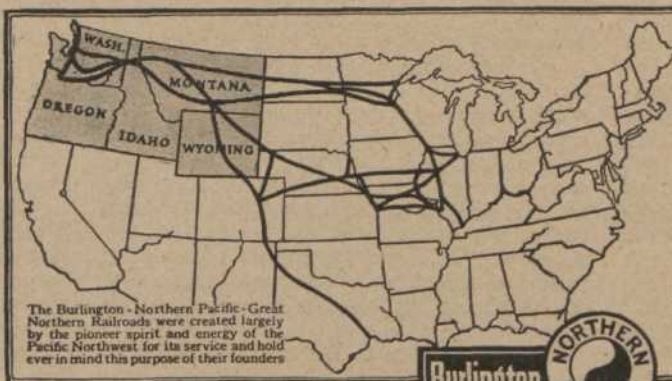 WASH.
MONTANA
OREGON
IDAHO
WYOMING
The Burlington - Northern Pacific - Great
Northern Railroads were created largely
by the pioneer spirit and energy of the
Pacific Northwest for its service and hold
ever in mind this purpose of their founders
NORTHERN
Burlington